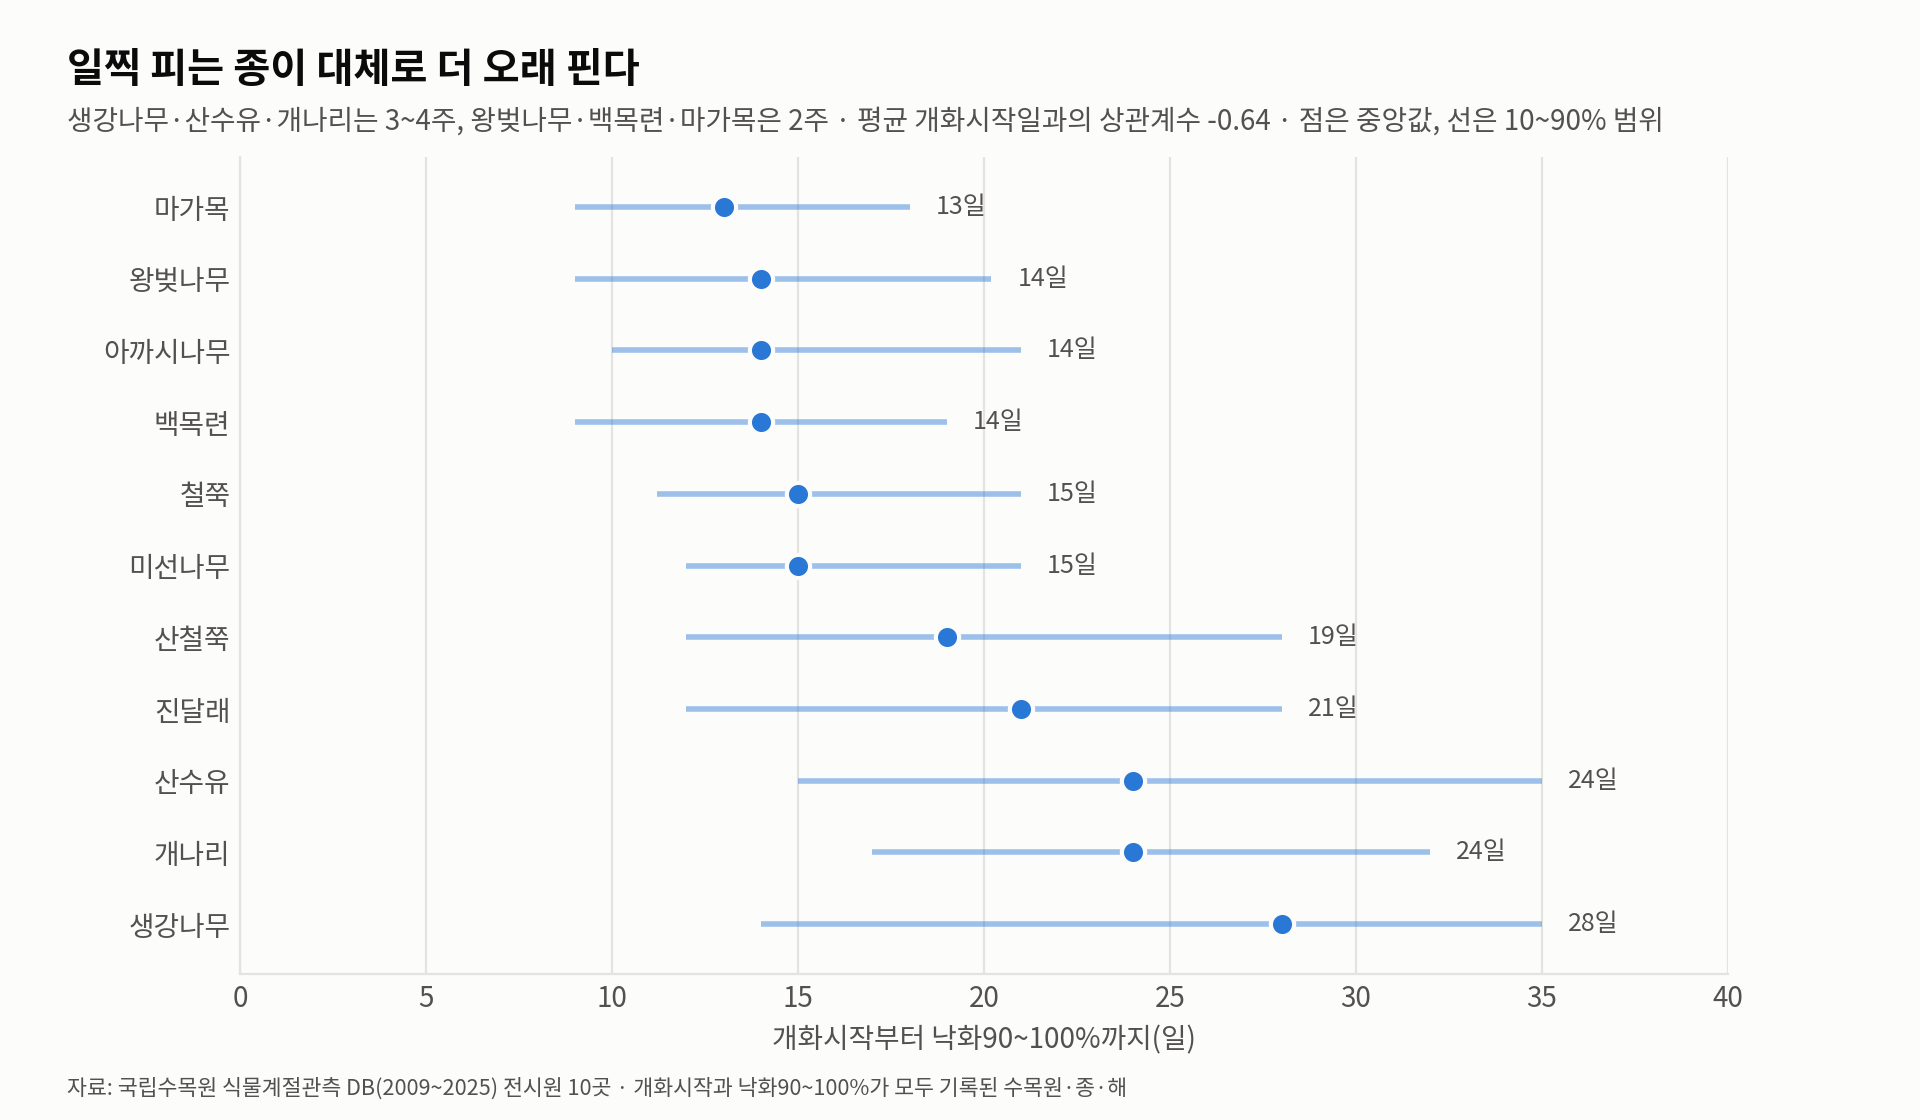 일찍 피는 종이 대체로 더 오래 핀다
생강나무·산수유·개나리는 3~4주, 왕벚나무·백목련·마가목은 2주 · 평균 개화시작일과의 상관계수 -0.64 · 점은 중앙값, 선은 10~90% 범위
마가목 13일
왕벚나무 14일
아까시나무 14일
백목련 14일
철쭉 15일
미선나무 15일
산철쭉 19일
진달래 21일
산수유 24일
개나리 24일
생강나무 28일
0 5 10 15 20 25 30 35 40
개화시작부터 낙화90~100%까지(일)
자료: 국립수목원 식물계절관측 DB(2009~2025) 전시원 10곳 · 개화시작과 낙화90~100%가 모두 기록된 수목원·종·해